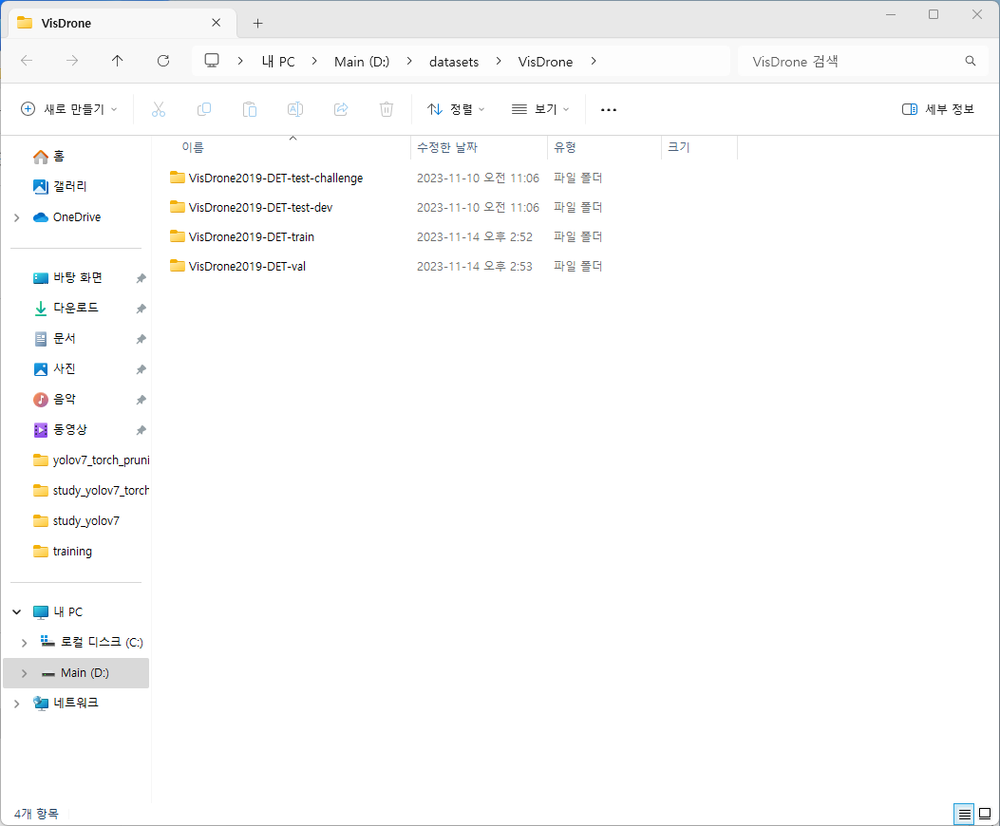 VisDrone
내 PC
Main (D:)
datasets
VisDrone
VisDrone 검색
새로 만들기
정렬
보기
세부 정보
이름 수정한 날짜 유형 크기
VisDrone2019-DET-test-challenge 2023-11-10 오전 11:06 파일 폴더
VisDrone2019-DET-test-dev 2023-11-10 오전 11:06 파일 폴더
VisDrone2019-DET-train 2023-11-14 오후 2:52 파일 폴더
VisDrone2019-DET-val 2023-11-14 오후 2:53 파일 폴더
홈
갤러리
OneDrive
바탕 화면
다운로드
문서
사진
음악
동영상
yolov7_torch_pruni
study_yolov7_torch
study_yolov7
training
내 PC
로컬 디스크 (C:)
Main (D:)
네트워크
4개 항목